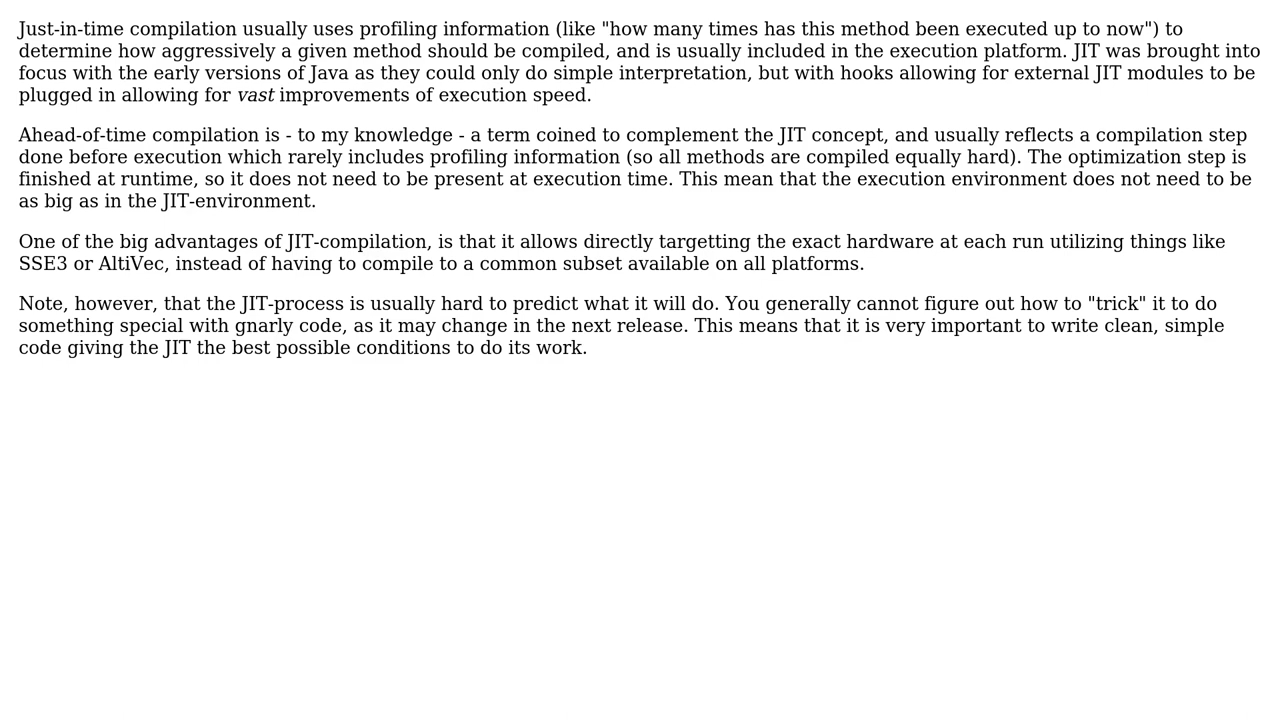 Just-in-time compilation usually uses profiling information (like "how many times has this method been executed up to now") to
determine how aggressively a given method should be compiled, and is usually included in the execution platform. JIT was brought into
focus with the early versions of Java as they could only do simple interpretation, but with hooks allowing for external JIT modules to be
plugged in allowing for vast improvements of execution speed.
Ahead-of-time compilation is - to my knowledge - a term coined to complement the JIT concept, and usually reflects a compilation step
done before execution which rarely includes profiling information (so all methods are compiled equally hard). The optimization step is
finished at runtime, so it does not need to be present at execution time. This mean that the execution environment does not need to be
as big as in the JIT-environment.
One of the big advantages of JIT-compilation, is that it allows directly targetting the exact hardware at each run utilizing things like
SSE3 or AltiVec, instead of having to compile to a common subset available on all platforms.
Note, however, that the JIT-process is usually hard to predict what it will do. You generally cannot figure out how to "trick" it to do
something special with gnarly code, as it may change in the next release. This means that it is very important to write clean, simple
code giving the JIT the best possible conditions to do its work.